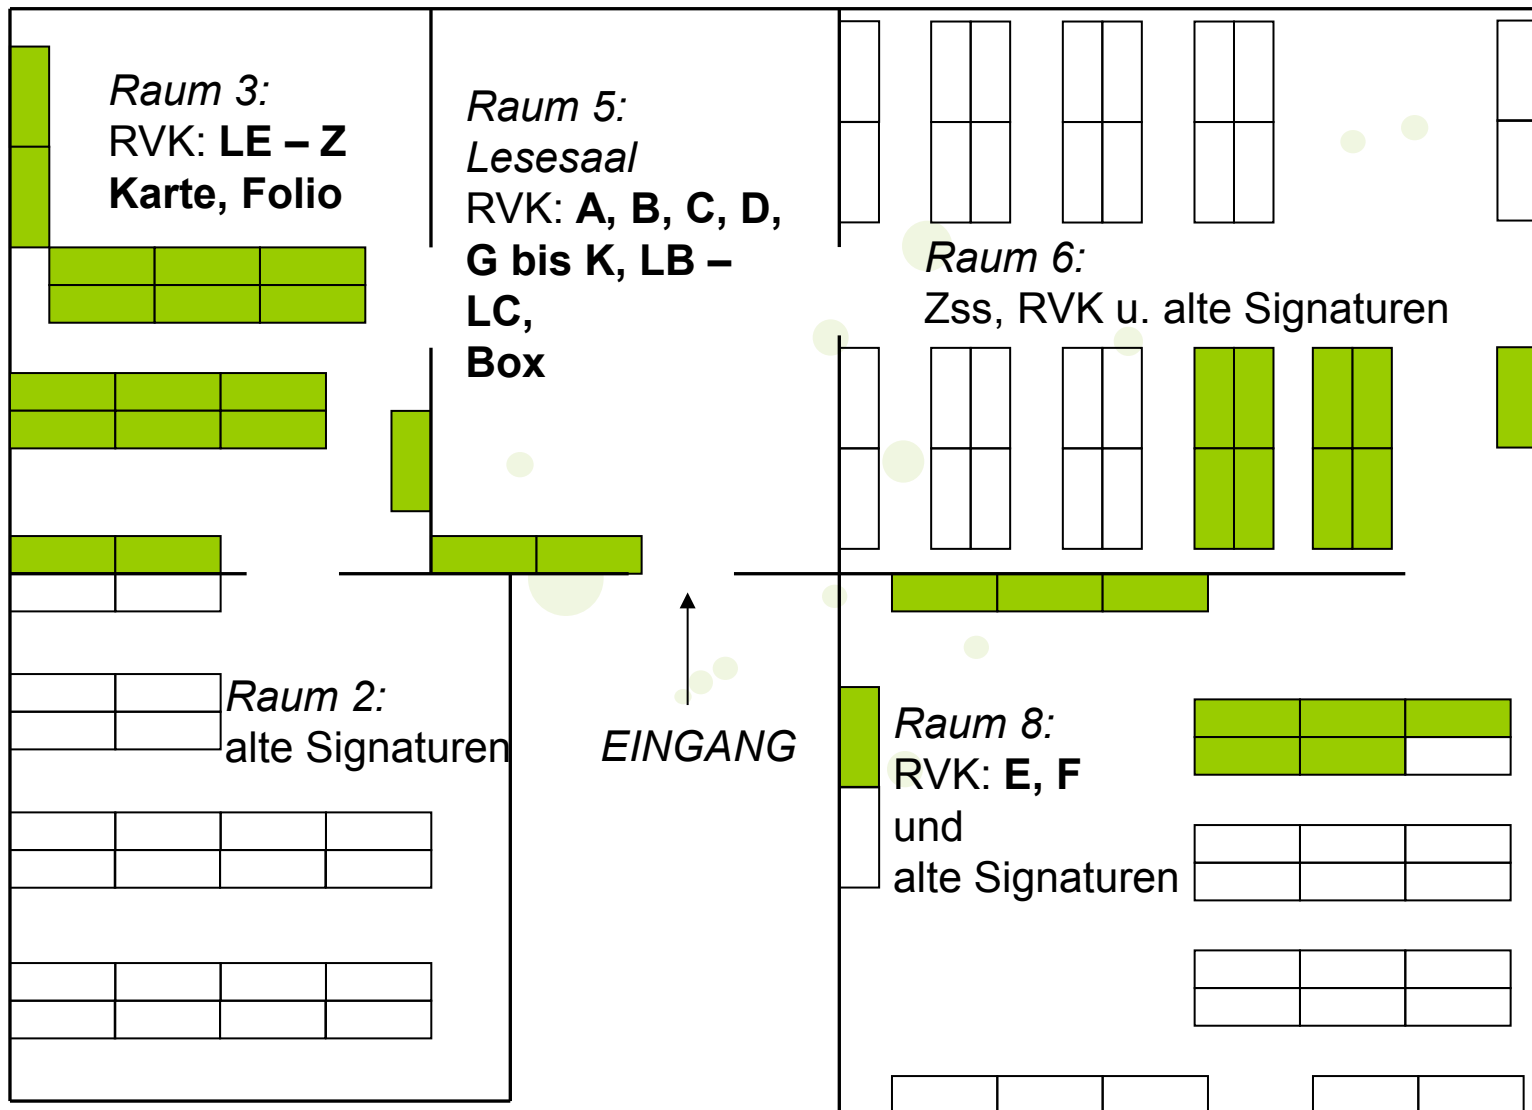 Raum 3:
RVK: LE – Z
Karte, Folio
Raum 5:
Lesesaal
RVK: A, B, C, D,
G bis K, LB –
LC,
Box
Raum 6:
Zss, RVK u. alte Signaturen
Raum 2:
alte Signaturen
EINGANG
Raum 8:
RVK: E, F
und
alte Signaturen